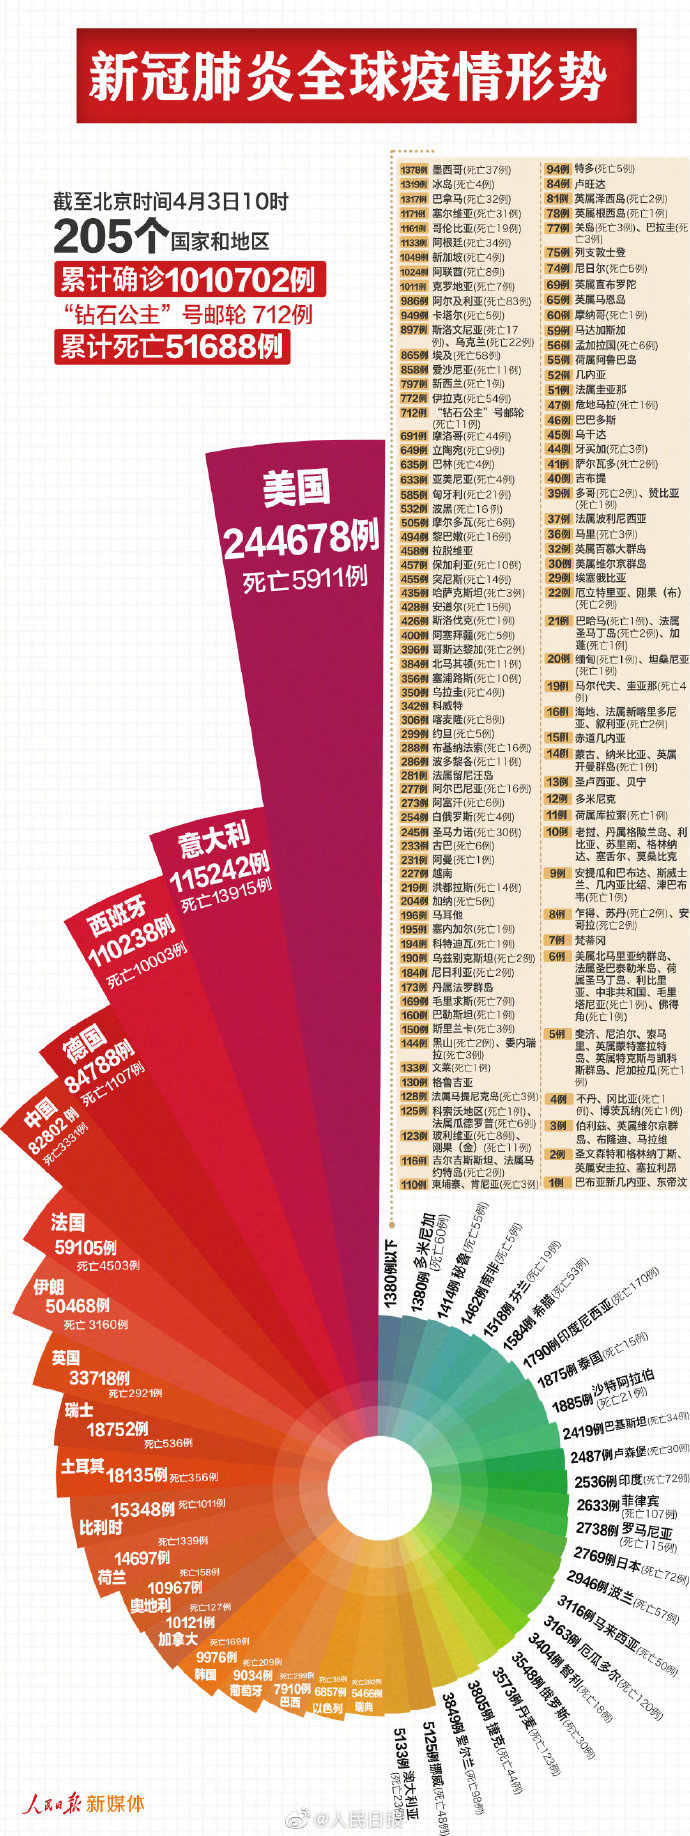 新冠肺炎全球疫情形势
截至北京时间4月3日10时
205个国家和地区
累计确诊1010702例
“钻石公主”号邮轮 712例
累计死亡51688例
1378例 墨西哥(死亡37例)
1319例 冰岛(死亡4例)
1317例 巴拿马(死亡32例)
1171例 塞尔维亚(死亡31例)
1161例 哥伦比亚(死亡19例)
1133例 阿根廷(死亡34例)
1049例 新加坡(死亡4例)
1024例 阿联酋(死亡8例)
1011例 克罗地亚(死亡7例)
986例 阿尔及利亚(死亡83例)
949例 卡塔尔(死亡5例)
897例 斯洛文尼亚(死亡17
例)、乌克兰(死亡22例)
865例 埃及(死亡58例)
858例 爱沙尼亚(死亡11例)
797例 新西兰(死亡1例)
772例 伊拉克(死亡54例)
712例 “钻石公主”号邮轮
(死亡11例)
691例 摩洛哥(死亡44例)
649例 立陶宛(死亡9例)
635例 巴林(死亡4例)
633例 亚美尼亚(死亡4例)
585例 匈牙利(死亡21例)
532例 波黑(死亡16例)
505例 摩尔多瓦(死亡6例)
494例 黎巴嫩(死亡16例)
458例 拉脱维亚
457例 保加利亚(死亡10例)
455例 突尼斯(死亡14例)
435例 哈萨克斯坦(死亡3例)
428例 安道尔(死亡15例)
426例 斯洛伐克(死亡1例)
400例 阿塞拜疆(死亡5例)
396例 哥斯达黎加(死亡2例)
384例 北马其顿(死亡11例)
356例 塞浦路斯(死亡10例)
350例 乌拉圭(死亡4例)
342例 科威特
306例 喀麦隆(死亡8例)
299例 约旦(死亡5例)
288例 布基纳法索(死亡16例)
286例 波多黎各(死亡11例)
281例 法属留尼汪岛
277例 阿尔巴尼亚(死亡16例)
273例 阿富汗(死亡6例)
254例 白俄罗斯(死亡4例)
245例 圣马力诺(死亡30例)
233例 古巴(死亡6例)
231例 阿曼(死亡1例)
227例 越南
219例 洪都拉斯(死亡14例)
204例 加纳(死亡5例)
196例 马耳他
195例 塞内加尔(死亡1例)
194例 科特迪瓦(死亡1例)
190例 乌兹别克斯坦(死亡2例)
184例 尼日利亚(死亡2例)
173例 丹属法罗群岛
169例 毛里求斯(死亡7例)
160例 巴勒斯坦(死亡1例)
150例 斯里兰卡(死亡3例)
144例 黑山(死亡2例)、委内瑞
拉(死亡3例)
133例 文莱(死亡1例)
130例 格鲁吉亚
128例 法属马提尼克岛(死亡3例)
125例 科索沃地区(死亡1例)、
法属瓜德罗普(死亡6例)
123例 玻利维亚(死亡8例)、
刚果（金）(死亡11例)
116例 吉尔吉斯斯坦、法属马
约特岛(死亡2例)
110例 柬埔寨、肯尼亚(死亡3例)
94例 特多(死亡5例)
84例 卢旺达
81例 英属泽西岛(死亡2例)
78例 英属根西岛(死亡1例)
77例 关岛(死亡3例)、巴拉圭(死
亡3例)
75例 列支敦士登
74例 尼日尔(死亡5例)
69例 英属直布罗陀
65例 英属马恩岛
60例 摩纳哥(死亡1例)
59例 马达加斯加
56例 孟加拉国(死亡6例)
55例 荷属阿鲁巴岛
52例 几内亚
51例 法属圭亚那
47例 危地马拉(死亡1例)
46例 巴巴多斯
45例 乌干达
44例 牙买加(死亡3例)
41例 萨尔瓦多(死亡2例)
40例 吉布提
39例 多哥(死亡2例)、赞比亚
(死亡1例)
37例 法属波利尼西亚
36例 马里(死亡3例)
32例 英属百慕大群岛
30例 美属维尔京群岛
29例 埃塞俄比亚
22例 厄立特里亚、刚果（布）
(死亡2例)
21例 巴哈马(死亡1例)、法属
圣马丁岛(死亡2例)、加
蓬(死亡1例)
20例 缅甸(死亡1例)、坦桑尼亚
(死亡1例)
19例 马尔代夫、圭亚那(死亡4
例)
16例 海地、法属新喀里多尼
亚、叙利亚(死亡2例)
15例 赤道几内亚
14例 蒙古、纳米比亚、英属
开曼群岛(死亡1例)
13例 圣卢西亚、贝宁
12例 多米尼克
11例 荷属库拉索(死亡1例)
10例 老挝、丹属格陵兰岛、利
比亚、苏里南、格林纳
达、塞舌尔、莫桑比克
9例 安提瓜和巴布达、斯威士
兰、几内亚比绍、津巴布
韦(死亡1例)
8例 乍得、苏丹(死亡2例)、安
哥拉(死亡2例)
7例 梵蒂冈
6例 美属北马里亚纳群岛、
法属圣巴泰勒米岛、荷
属圣马丁岛、利比里
亚、中非共和国、毛里
塔尼亚(死亡1例)、佛得
角(死亡1例)
5例 斐济、尼泊尔、索马
里、英属蒙特塞拉特
岛、英属特克斯与凯科
斯群岛、尼加拉瓜(死亡1
例)
4例 不丹、冈比亚(死亡1
例)、博茨瓦纳(死亡1例)
3例 伯利兹、英属维尔京群
岛、布隆迪、马拉维
2例 圣文森特和格林纳丁斯、
英属安圭拉、塞拉利昂
1例 巴布亚新几内亚、东帝汶
美国
244678例
死亡5911例
意大利
115242例
死亡13915例
西班牙
110238例
死亡10003例
德国
84788例
死亡1107例
中国
82802例
死亡3331例
法国
59105例
死亡4503例
伊朗
50468例
死亡 3160例
英国
33718例
死亡2921例
瑞士
18752例
死亡536例
土耳其 18135例 死亡356例
15348例 死亡1011例
比利时
死亡1339例
14697例
荷兰
死亡158例
10967例
奥地利
死亡127例
10121例
加拿大
死亡169例
9976例
韩国
死亡209例
9034例
葡萄牙
死亡299例
7910例
巴西
死亡36例
6857例
以色列
死亡282例
5466例
瑞典
1380例以下
1380例 多米尼加
(死亡60例)
1414例 秘鲁(死亡55例)
1462例 南非(死亡5例)
1518例 芬兰(死亡19例)
1584例 希腊(死亡53例)
1790例 印度尼西亚(死亡170例)
1875例 泰国(死亡15例)
1885例 沙特阿拉伯
(死亡21例)
2419例 巴基斯坦(死亡34例)
2487例 卢森堡(死亡30例)
2536例 印度(死亡72例)
2633例 菲律宾
(死亡107例)
2738例 罗马尼亚
(死亡115例)
2769例 日本(死亡72例)
2946例 波兰(死亡57例)
3116例 马来西亚(死亡50例)
3163例 厄瓜多尔(死亡120例)
3404例 智利(死亡18例)
3548例 俄罗斯(死亡30例)
3573例 丹麦(死亡123例)
3805例 捷克(死亡44例)
3849例 爱尔兰(死亡98例)
5125例 挪威(死亡48例)
5133例 澳大利亚
(死亡23例)
人民日报 新媒体
@人民日报